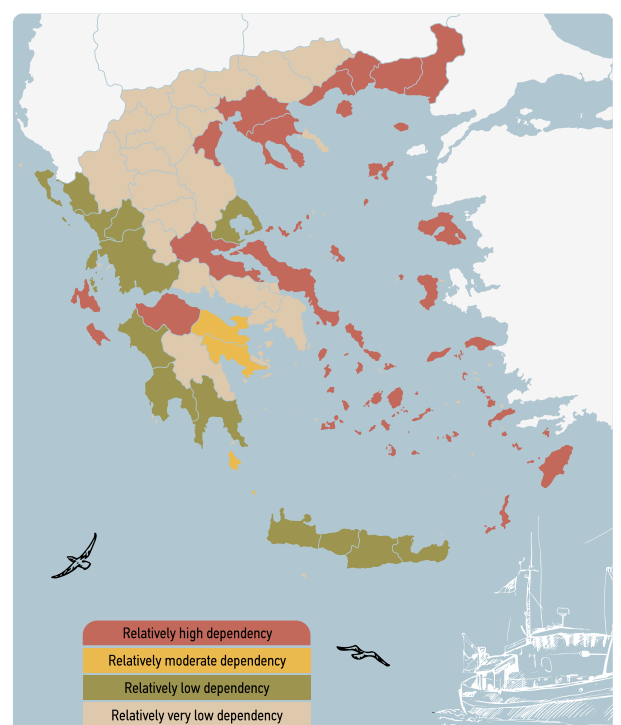 Relatively high dependency
Relatively moderate dependency
Relatively low dependency
Relatively very low dependency